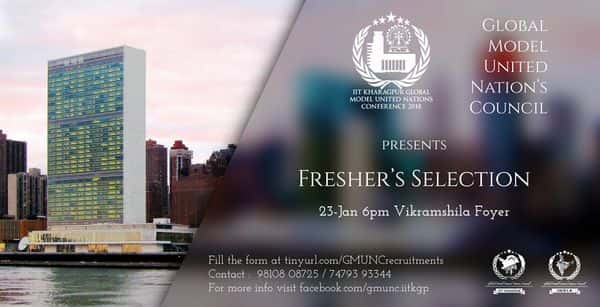 Global
Model
United
Nation's
Council
IIT Kharagpur Global
Model United Nations
Conference 2018
Presents
Fresher's Selection
23-Jan 6pm Vikramshila Foyer
Fill the form at tinyurl.com/GMUNCrecruitments
Contact : 98108 08725 / 74793 93344
For more info visit facebook.com/gmunc.iitkgp